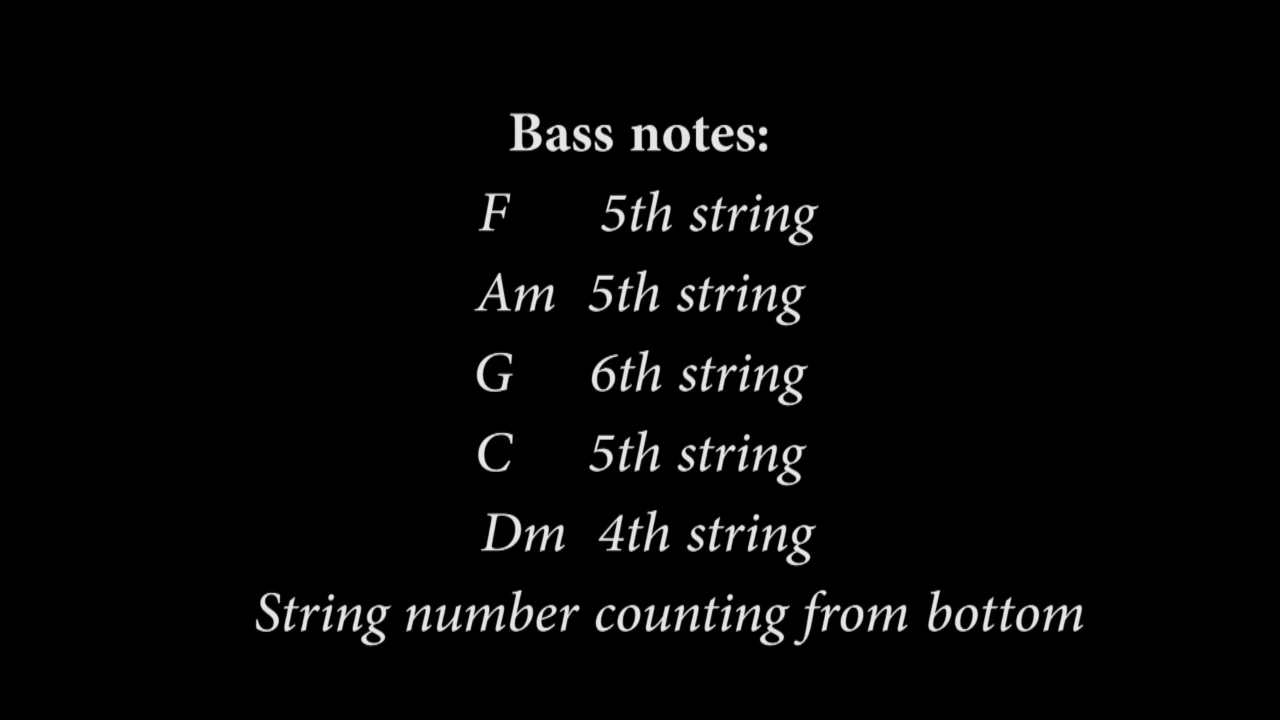 Bass notes:
F 5th string
Am 5th string
G 6th string
C 5th string
Dm 4th string
String number counting from bottom